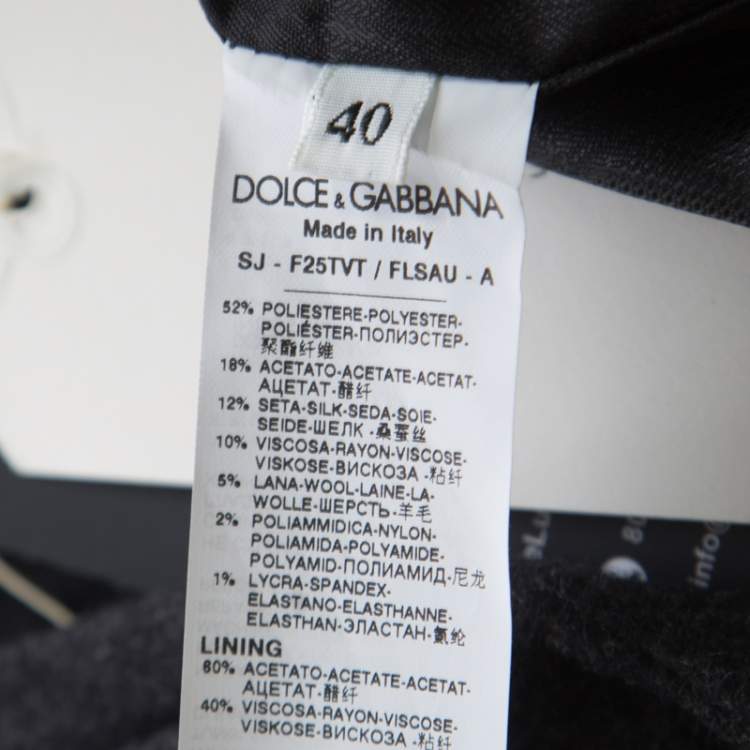 40
DOLCE & GABBANA
Made in Italy
SJ - F25TVT / FLSAU - A
52% POLIESTERE-POLYESTER-
POLIÉSTER-ПОЛИЭСТЕР-
聚酯纤维
18% ACETATO-ACETATE-ACETAT-
АЦЕТАТ-醋纤
12% SETA-SILK-SEDA-SOIE-
SEIDE-ШЕЛК-桑蚕丝
10% VISCOSA-RAYON-VISCOSE-
VISKOSE-ВИСКОЗА-粘纤
5% LANA-WOOL-LAINE-LA-
WOLLE-ШЕРСТЬ-羊毛
2% POLIAMMIDICA-NYLON-
POLIAMIDA-POLYAMIDE-
POLYAMID-ПОЛИАМИД-尼龙
1% LYCRA-SPANDEX-
ELASTANO-ELASTHANNE-
ELASTHAN-ЭЛАСТАН-氨纶
LINING
60% ACETATO-ACETATE-ACETAT-
АЦЕТАТ-醋纤
40% VISCOSA-RAYON-VISCOSE-
VISKOSE-ВИСКОЗА-粘纤
info@